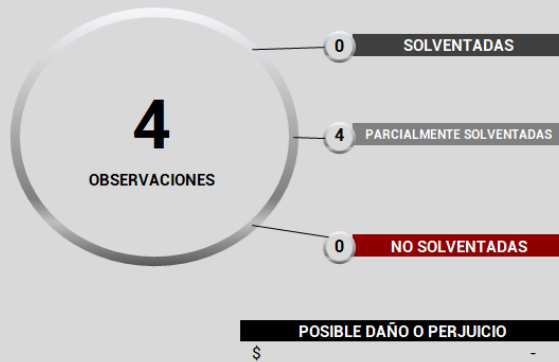 4
OBSERVACIONES
0 SOLVENTADAS
4 PARCIALMENTE SOLVENTADAS
0 NO SOLVENTADAS
POSIBLE DAÑO O PERJUICIO
$ -